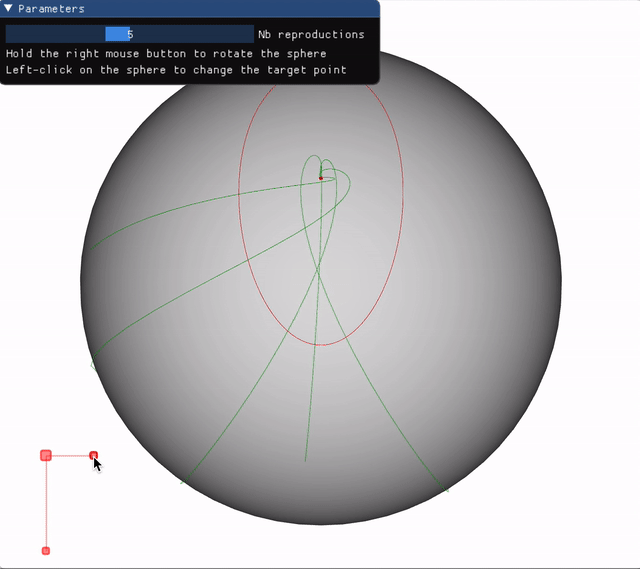 Parameters
5 Nb reproductions
Hold the right mouse button to rotate the sphere
Left-click on the sphere to change the target point